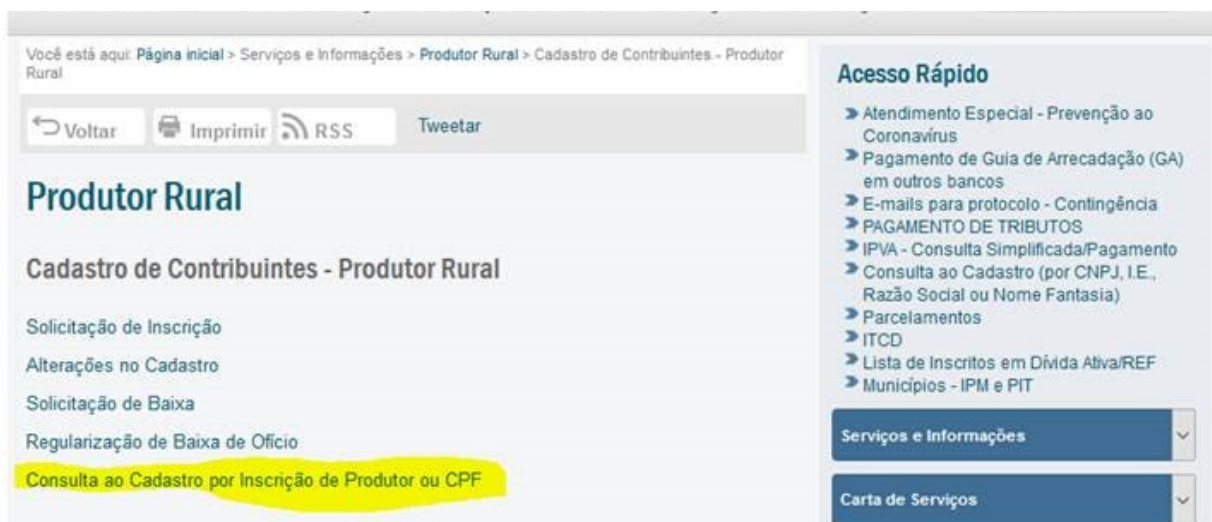 Você está aqui: Página inicial > Serviços e Informações > Produtor Rural > Cadastro de Contribuintes - Produtor
Rural
Voltar Imprimir RSS Tweetar
Produtor Rural
Cadastro de Contribuintes - Produtor Rural
Solicitação de Inscrição
Alterações no Cadastro
Solicitação de Baixa
Regularização de Baixa de Ofício
Consulta ao Cadastro por Inscrição de Produtor ou CPF
Acesso Rápido
Atendimento Especial - Prevenção ao
Coronavírus
Pagamento de Guia de Arrecadação (GA)
em outros bancos
E-mails para protocolo - Contingência
PAGAMENTO DE TRIBUTOS
IPVA - Consulta Simplificada/Pagamento
Consulta ao Cadastro (por CNPJ, I.E.,
Razão Social ou Nome Fantasia)
Parcelamentos
ITCD
Lista de Inscritos em Dívida Ativa/REF
Municípios - IPM e PIT
Serviços e Informações
Carta de Serviços